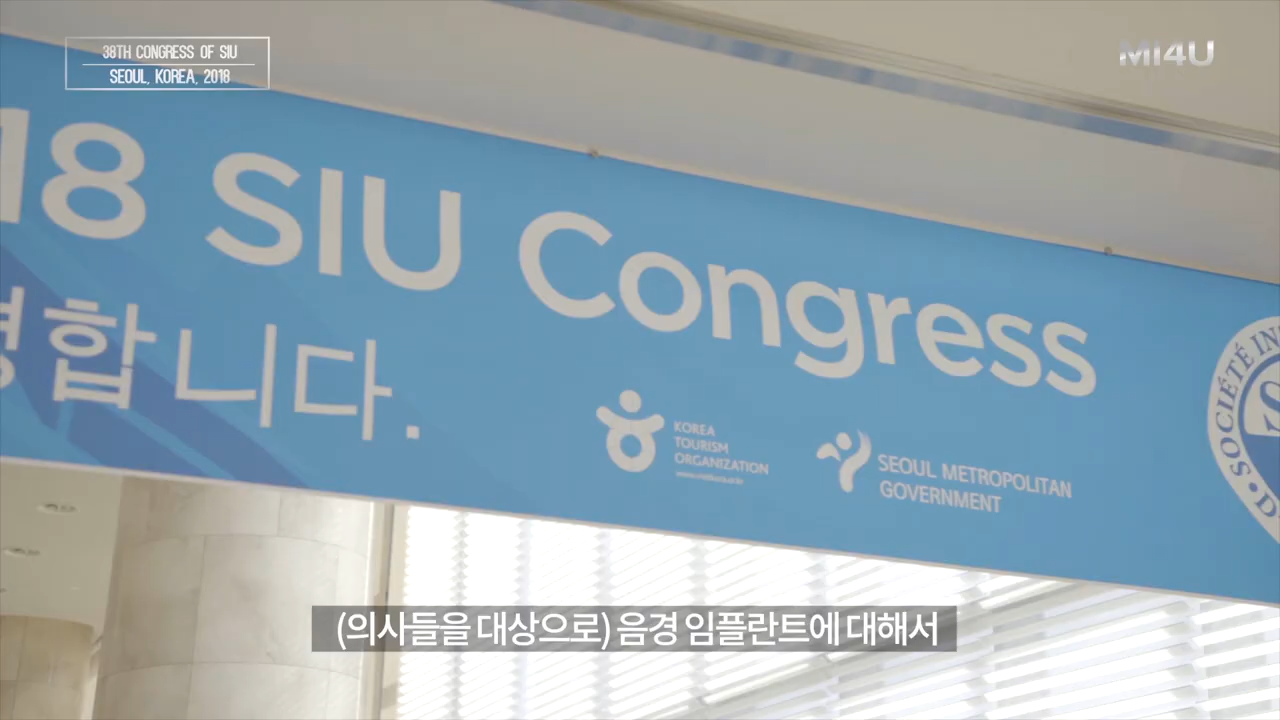 38TH CONGRESS OF SIU
SEOUL, KOREA, 2018
MI4U
18 SIU Congress
합니다.
KOREA
TOURISM
ORGANIZATION
SEOUL METROPOLITAN
GOVERNMENT
SOCIÉTÉ IN
D
(의사들을 대상으로) 음경 임플란트에 대해서